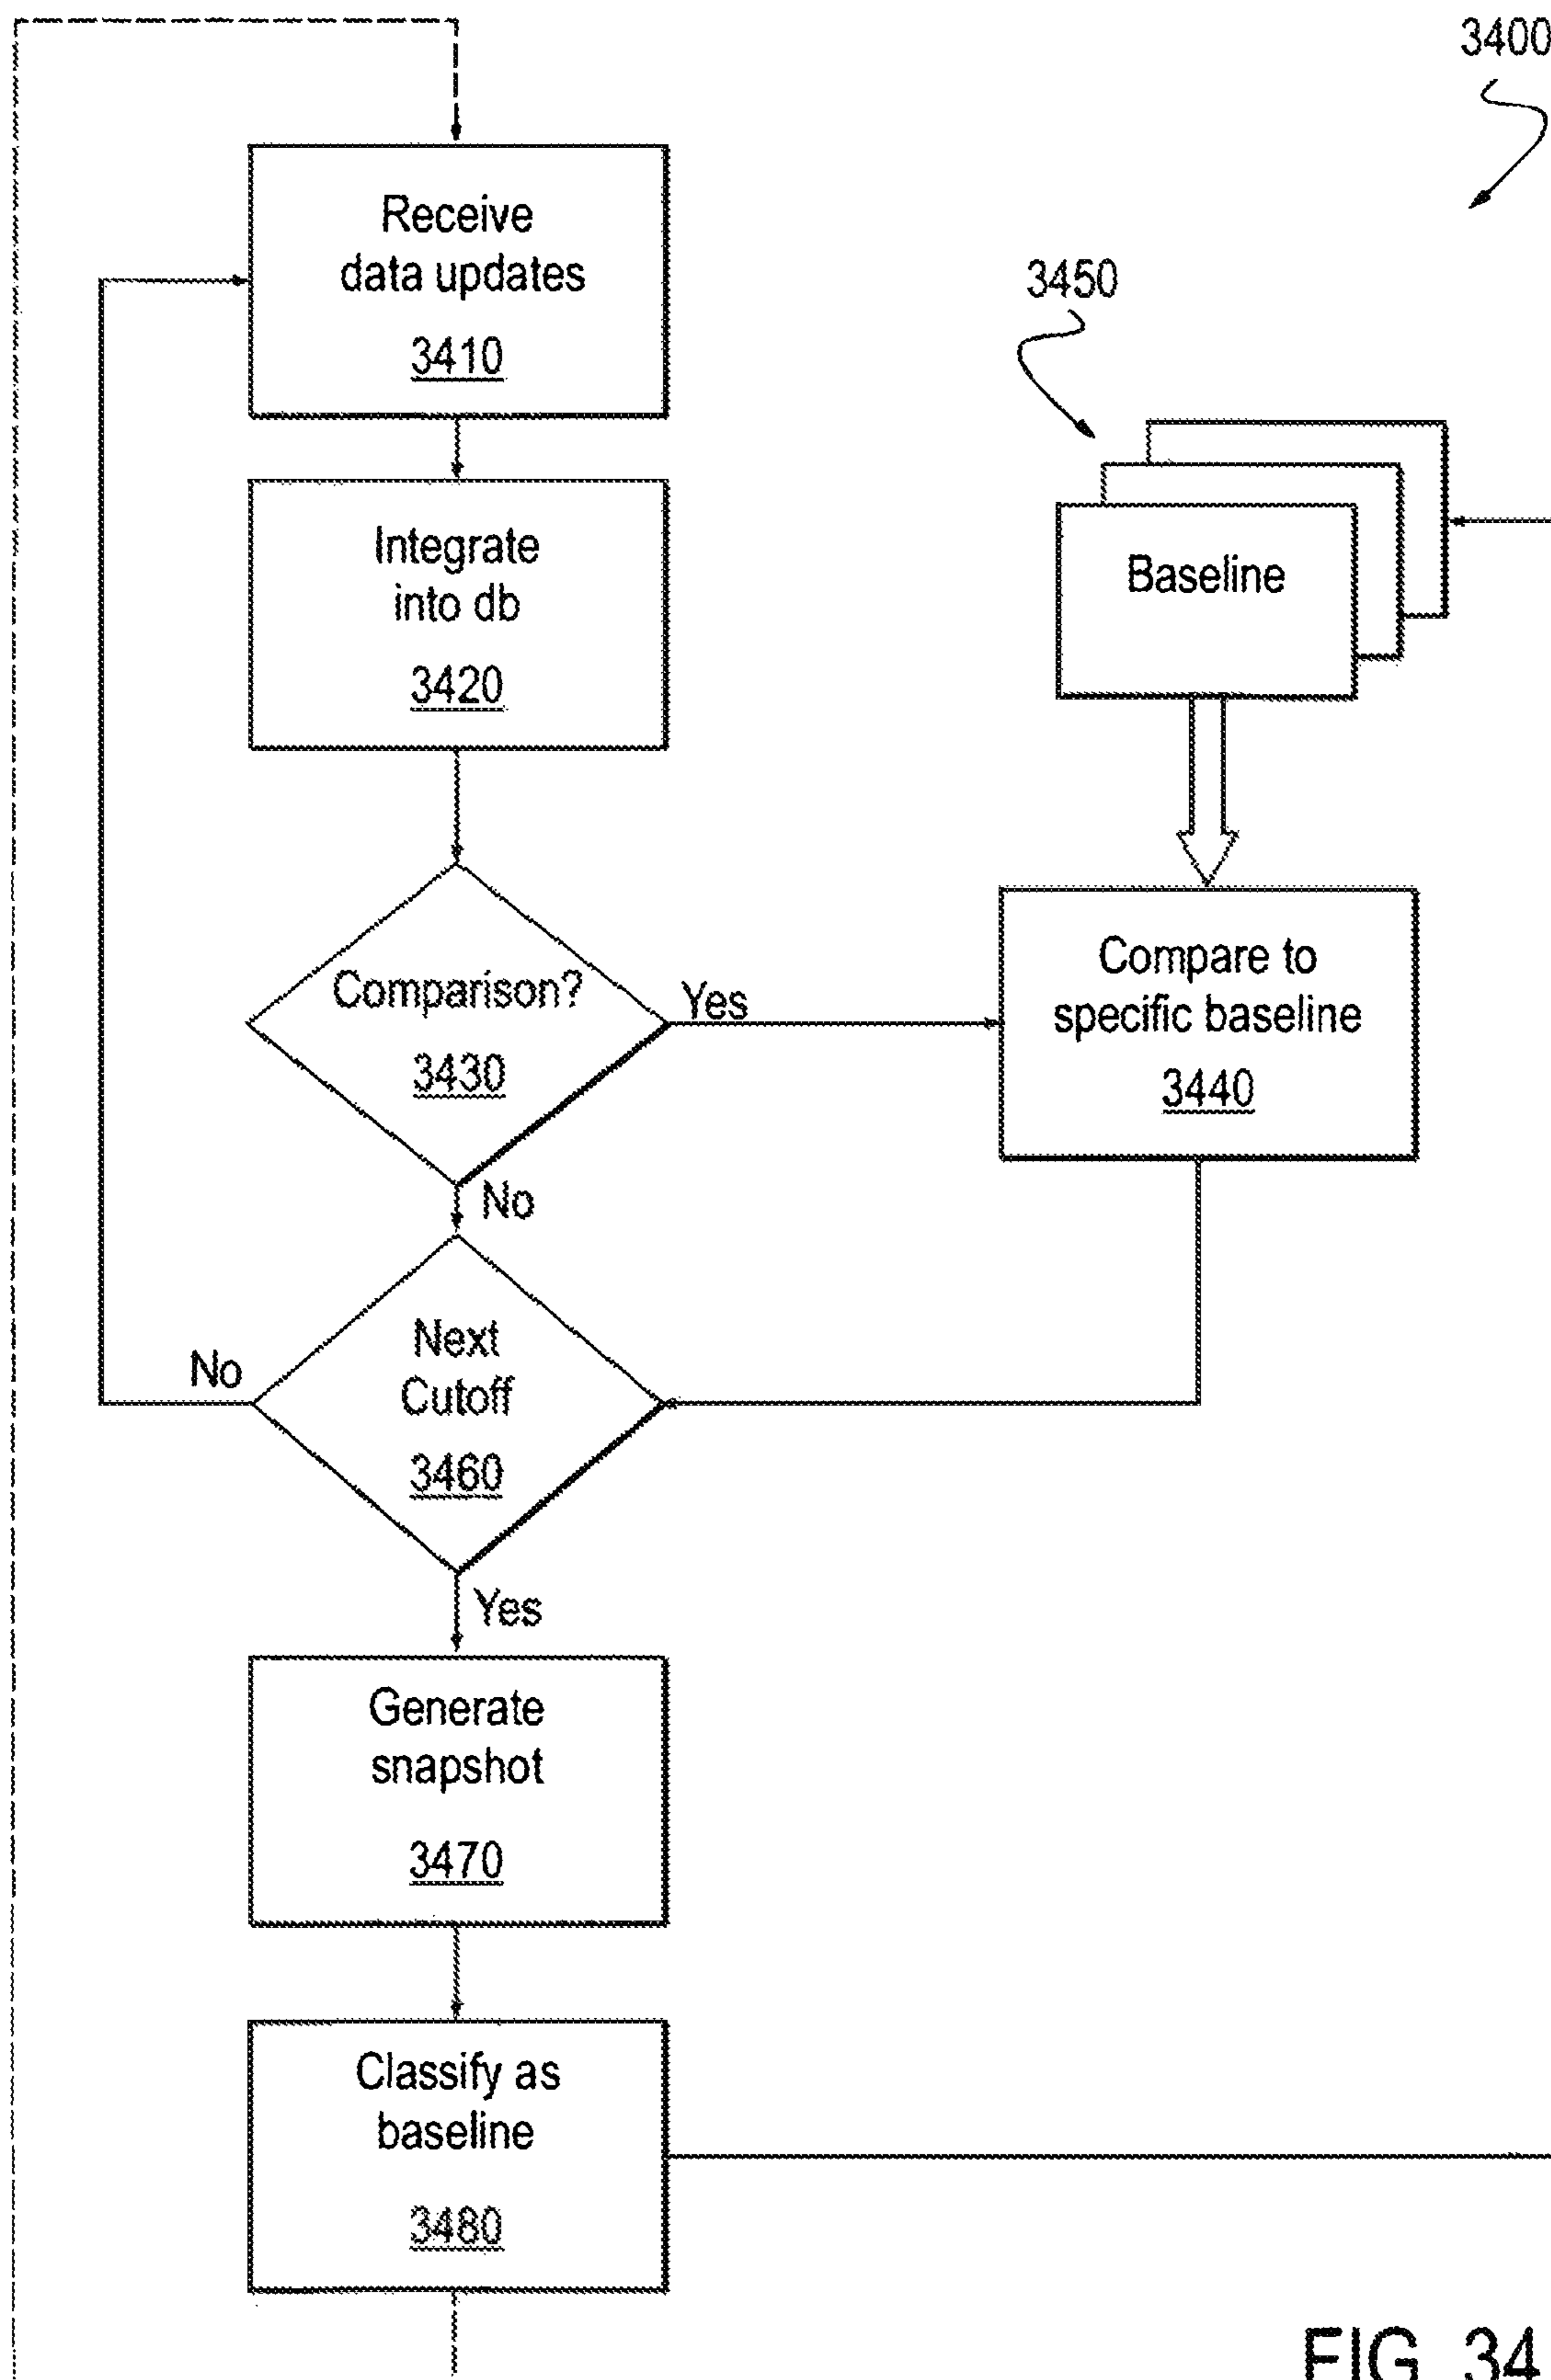 3400
Receive
data updates
3410
3450
Integrate
into db
3420
Baseline
Comparison?
3430
Yes
Compare to
specific baseline
3440
No
Next
Cutoff
3460
No
Yes
Generate
snapshot
3470
Classify as
baseline
3480
FIG. 34